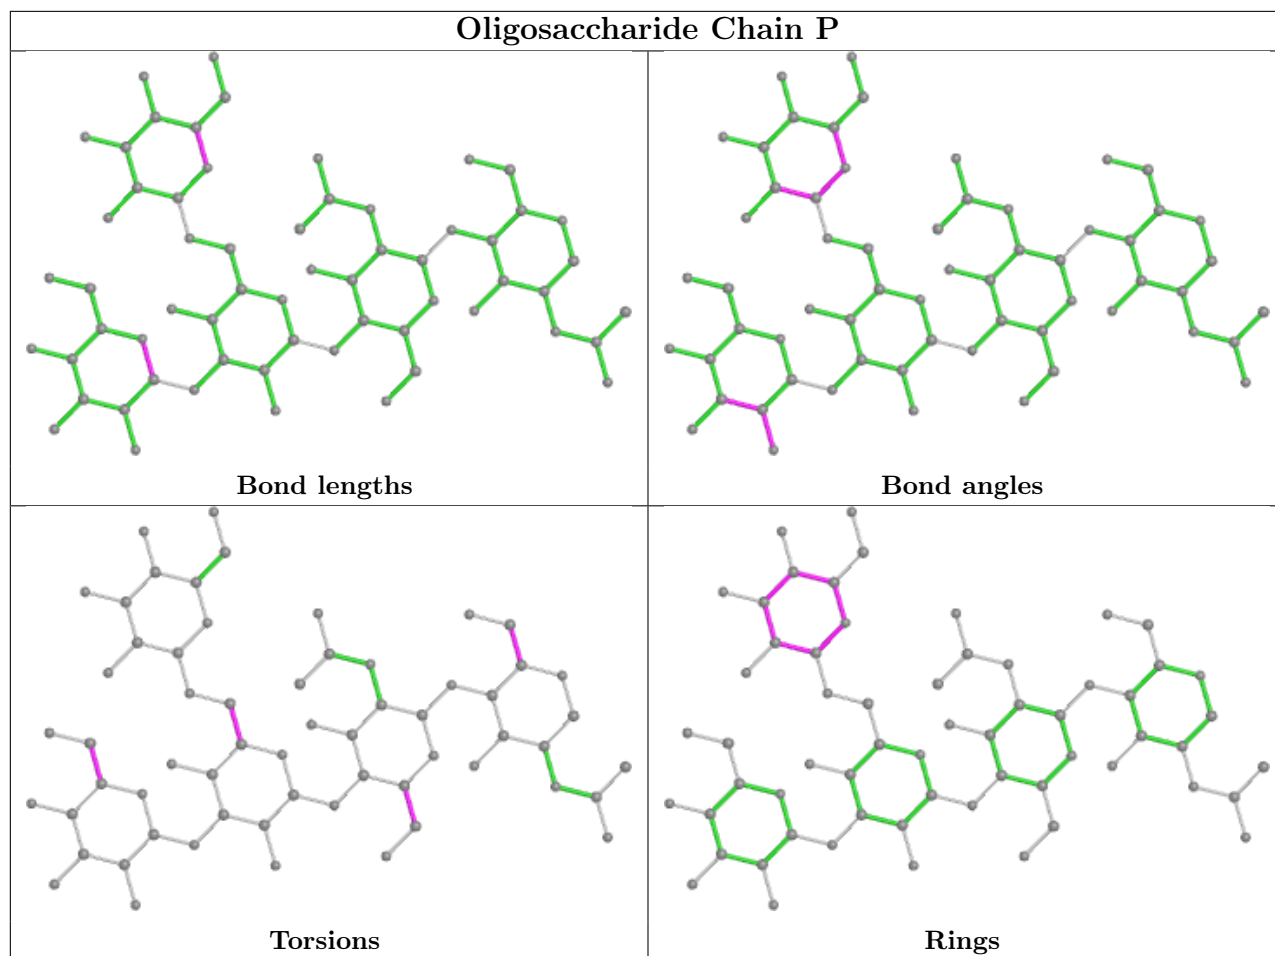 Oligosaccharide Chain P
Bond lengths
Bond angles
Torsions
Rings